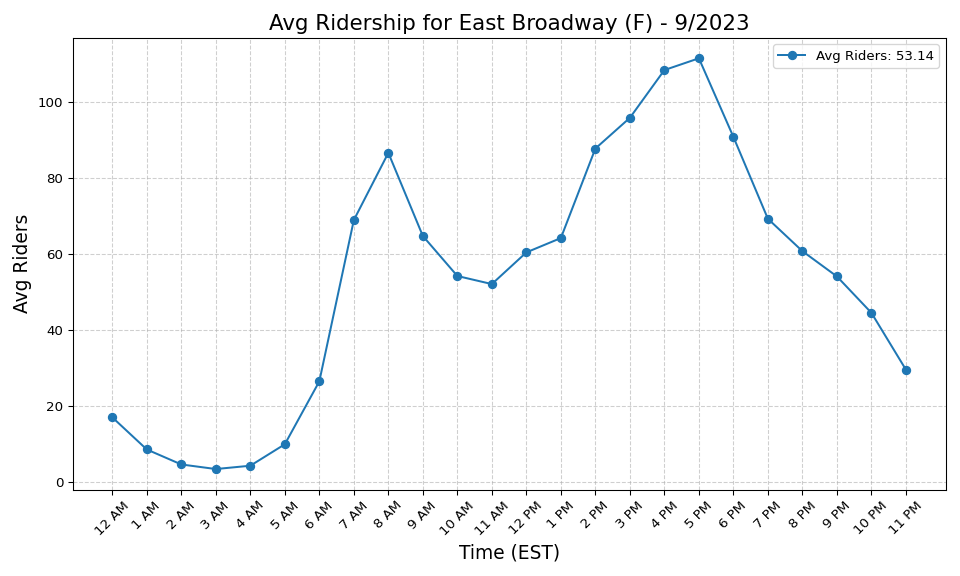 Avg Ridership for East Broadway (F) - 9/2023
Avg Riders: 53.14
Avg Riders
100
80
60
40
20
0
12 AM
1 AM
2 AM
3 AM
4 AM
5 AM
6 AM
7 AM
8 AM
9 AM
10 AM
11 AM
12 PM
1 PM
2 PM
3 PM
4 PM
5 PM
6 PM
7 PM
8 PM
9 PM
10 PM
11 PM
Time (EST)